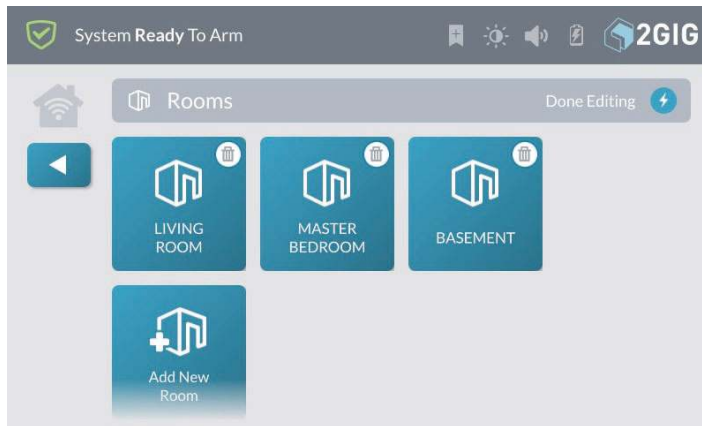 System Ready To Arm
2GIG
Rooms
Done Editing
LIVING
ROOM
MASTER
BEDROOM
BASEMENT
Add New
Room